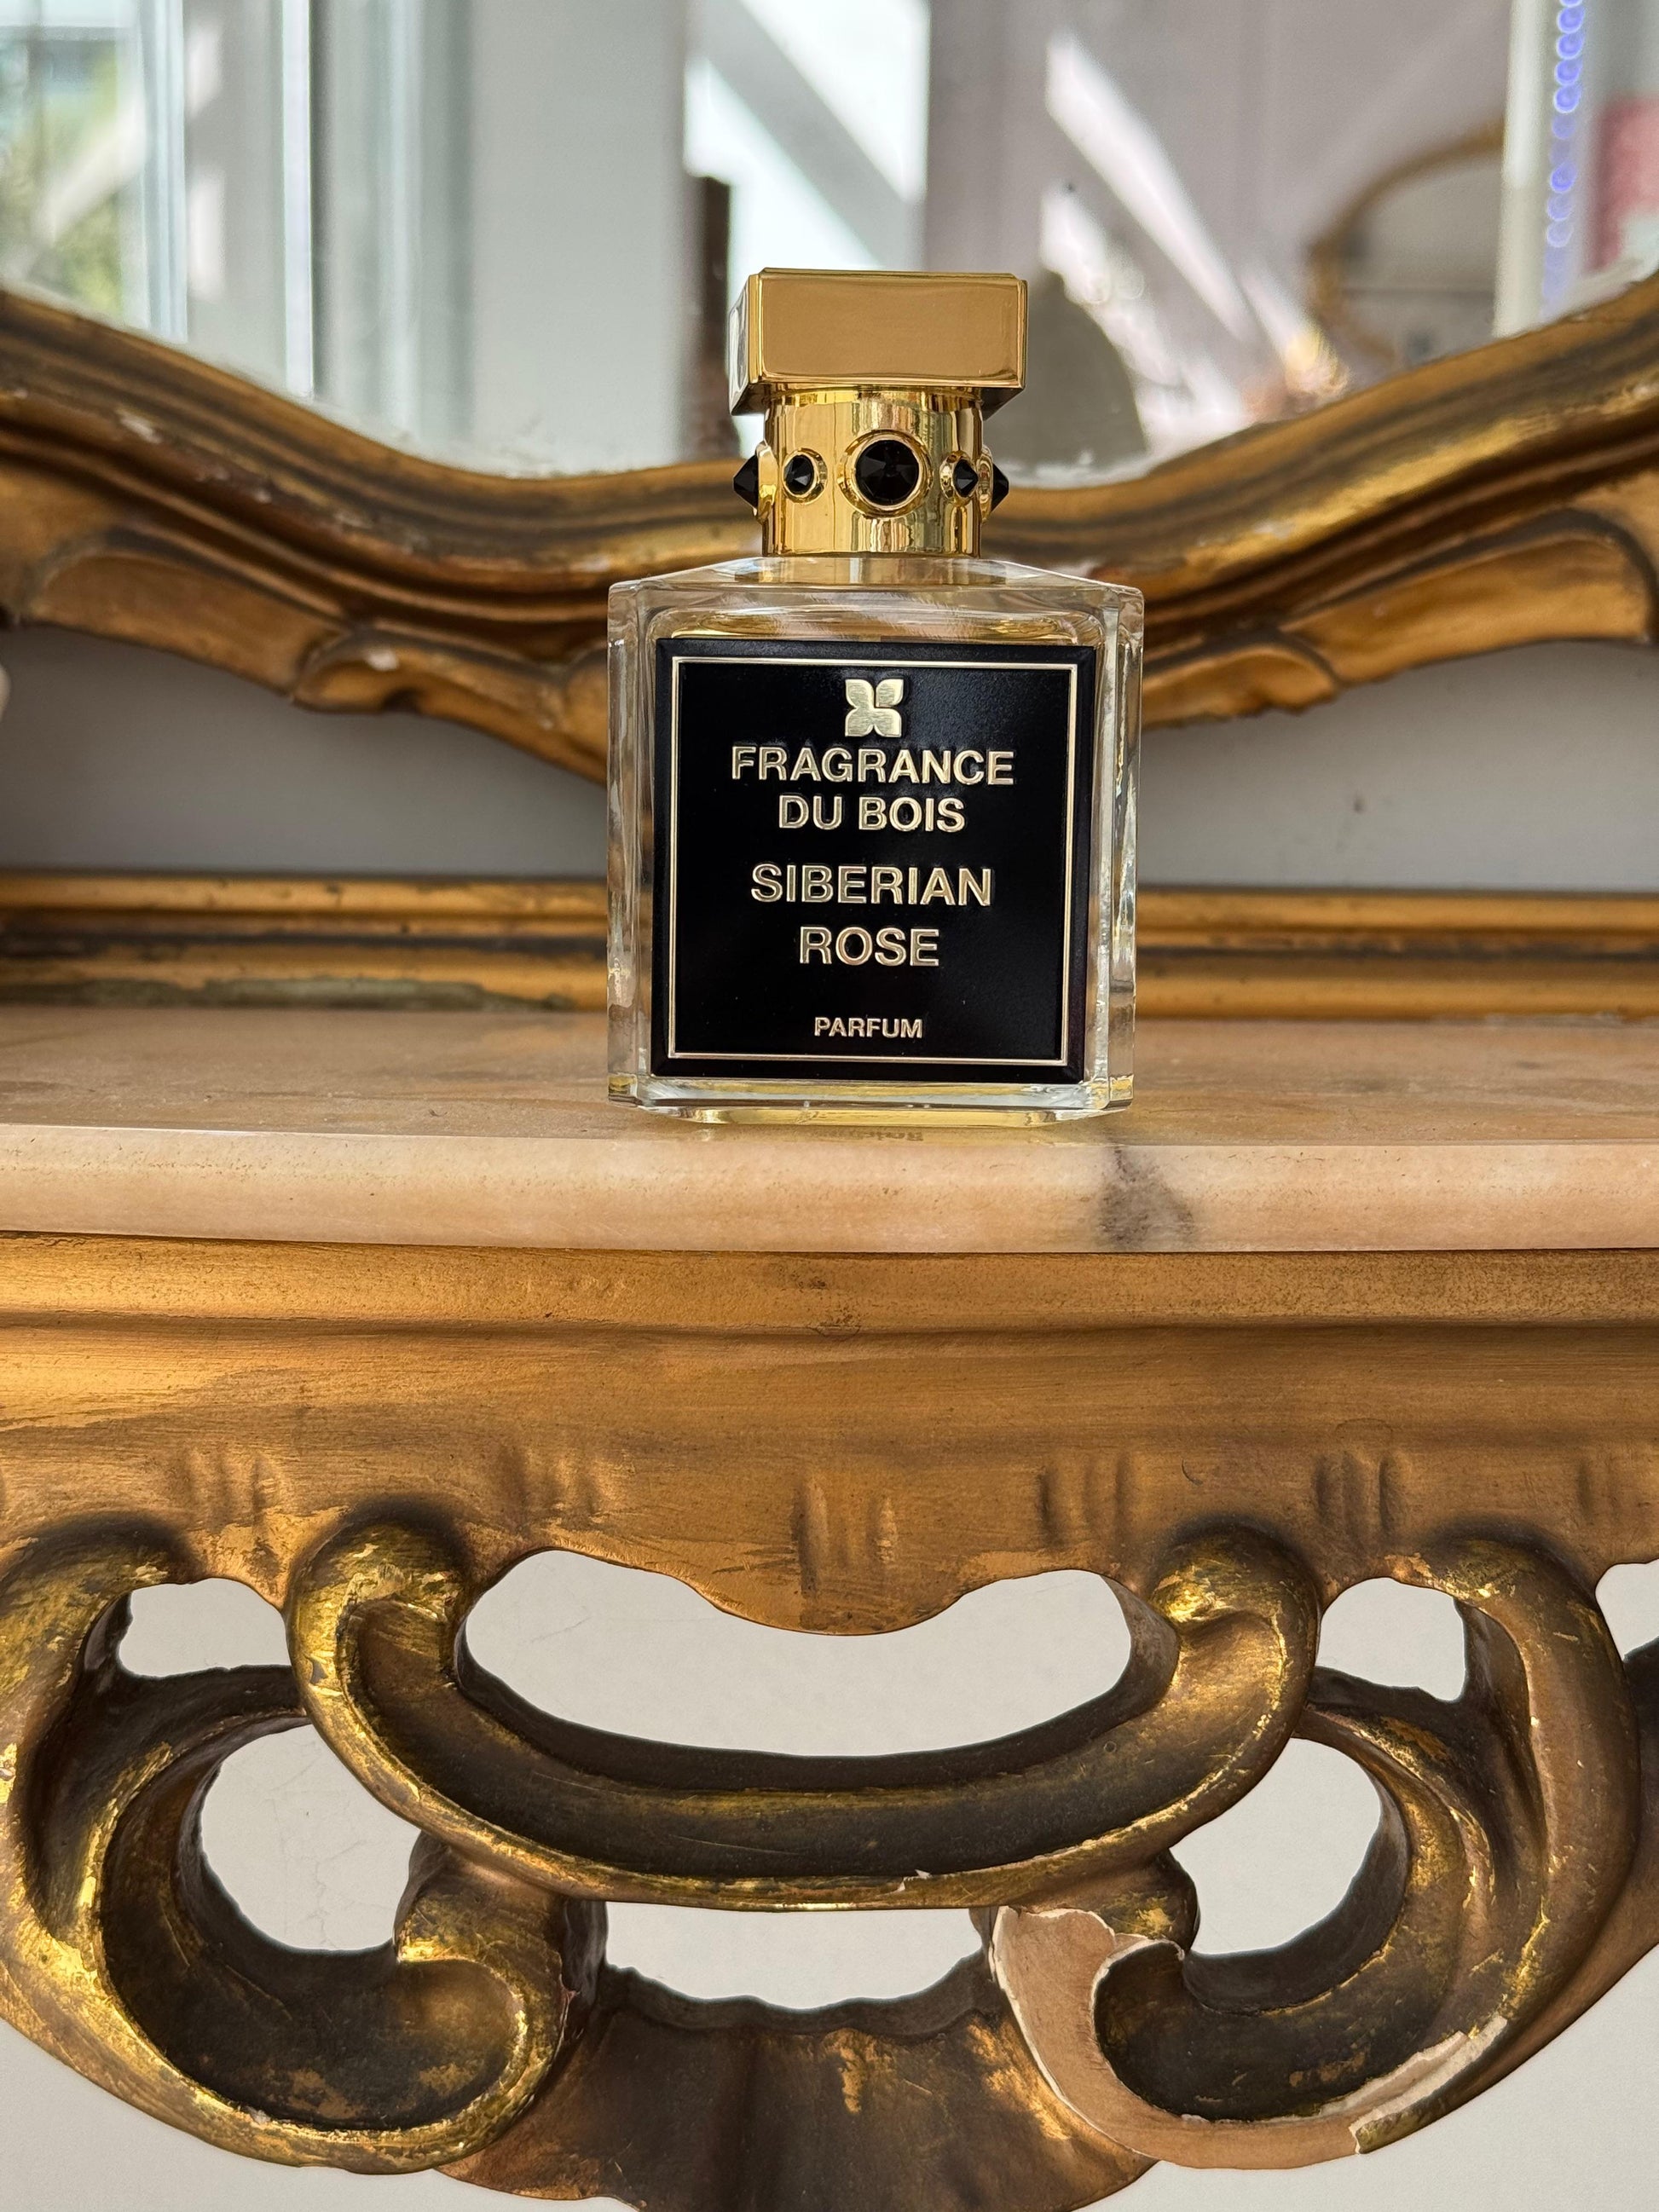 FRAGRANCE
DU BOIS
SIBERIAN
ROSE
PARFUM